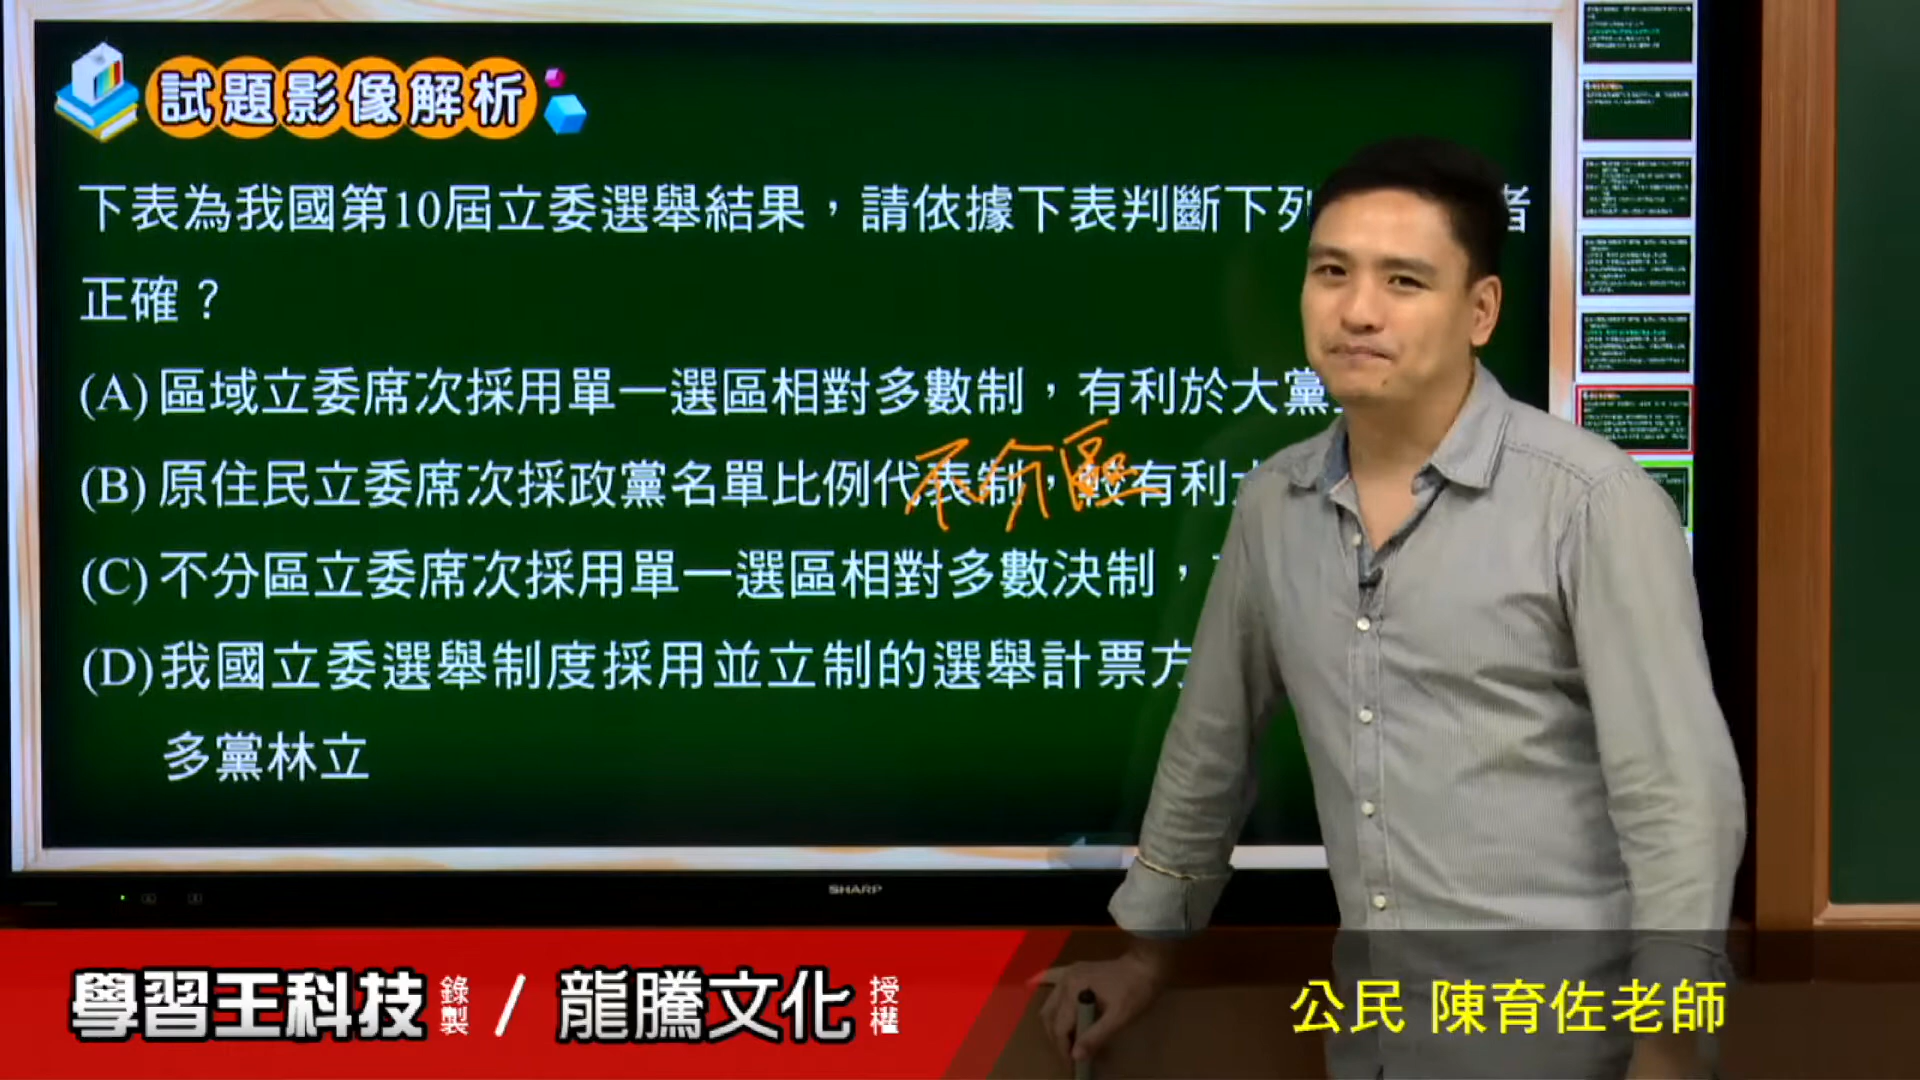 試題影像解析
下表為我國第10屆立委選舉結果，請依據下表判斷下列 者
正確？
(A) 區域立委席次採用單一選區相對多數制，有利於大黨
不分區
(B) 原住民立委席次採政黨名單比例代表制，較有利
(C) 不分區立委席次採用單一選區相對多數決制，
(D) 我國立委選舉制度採用並立制的選舉計票方
多黨林立
SHARP
學習王科技 錄製 / 龍騰文化 授權
公民 陳育佐老師